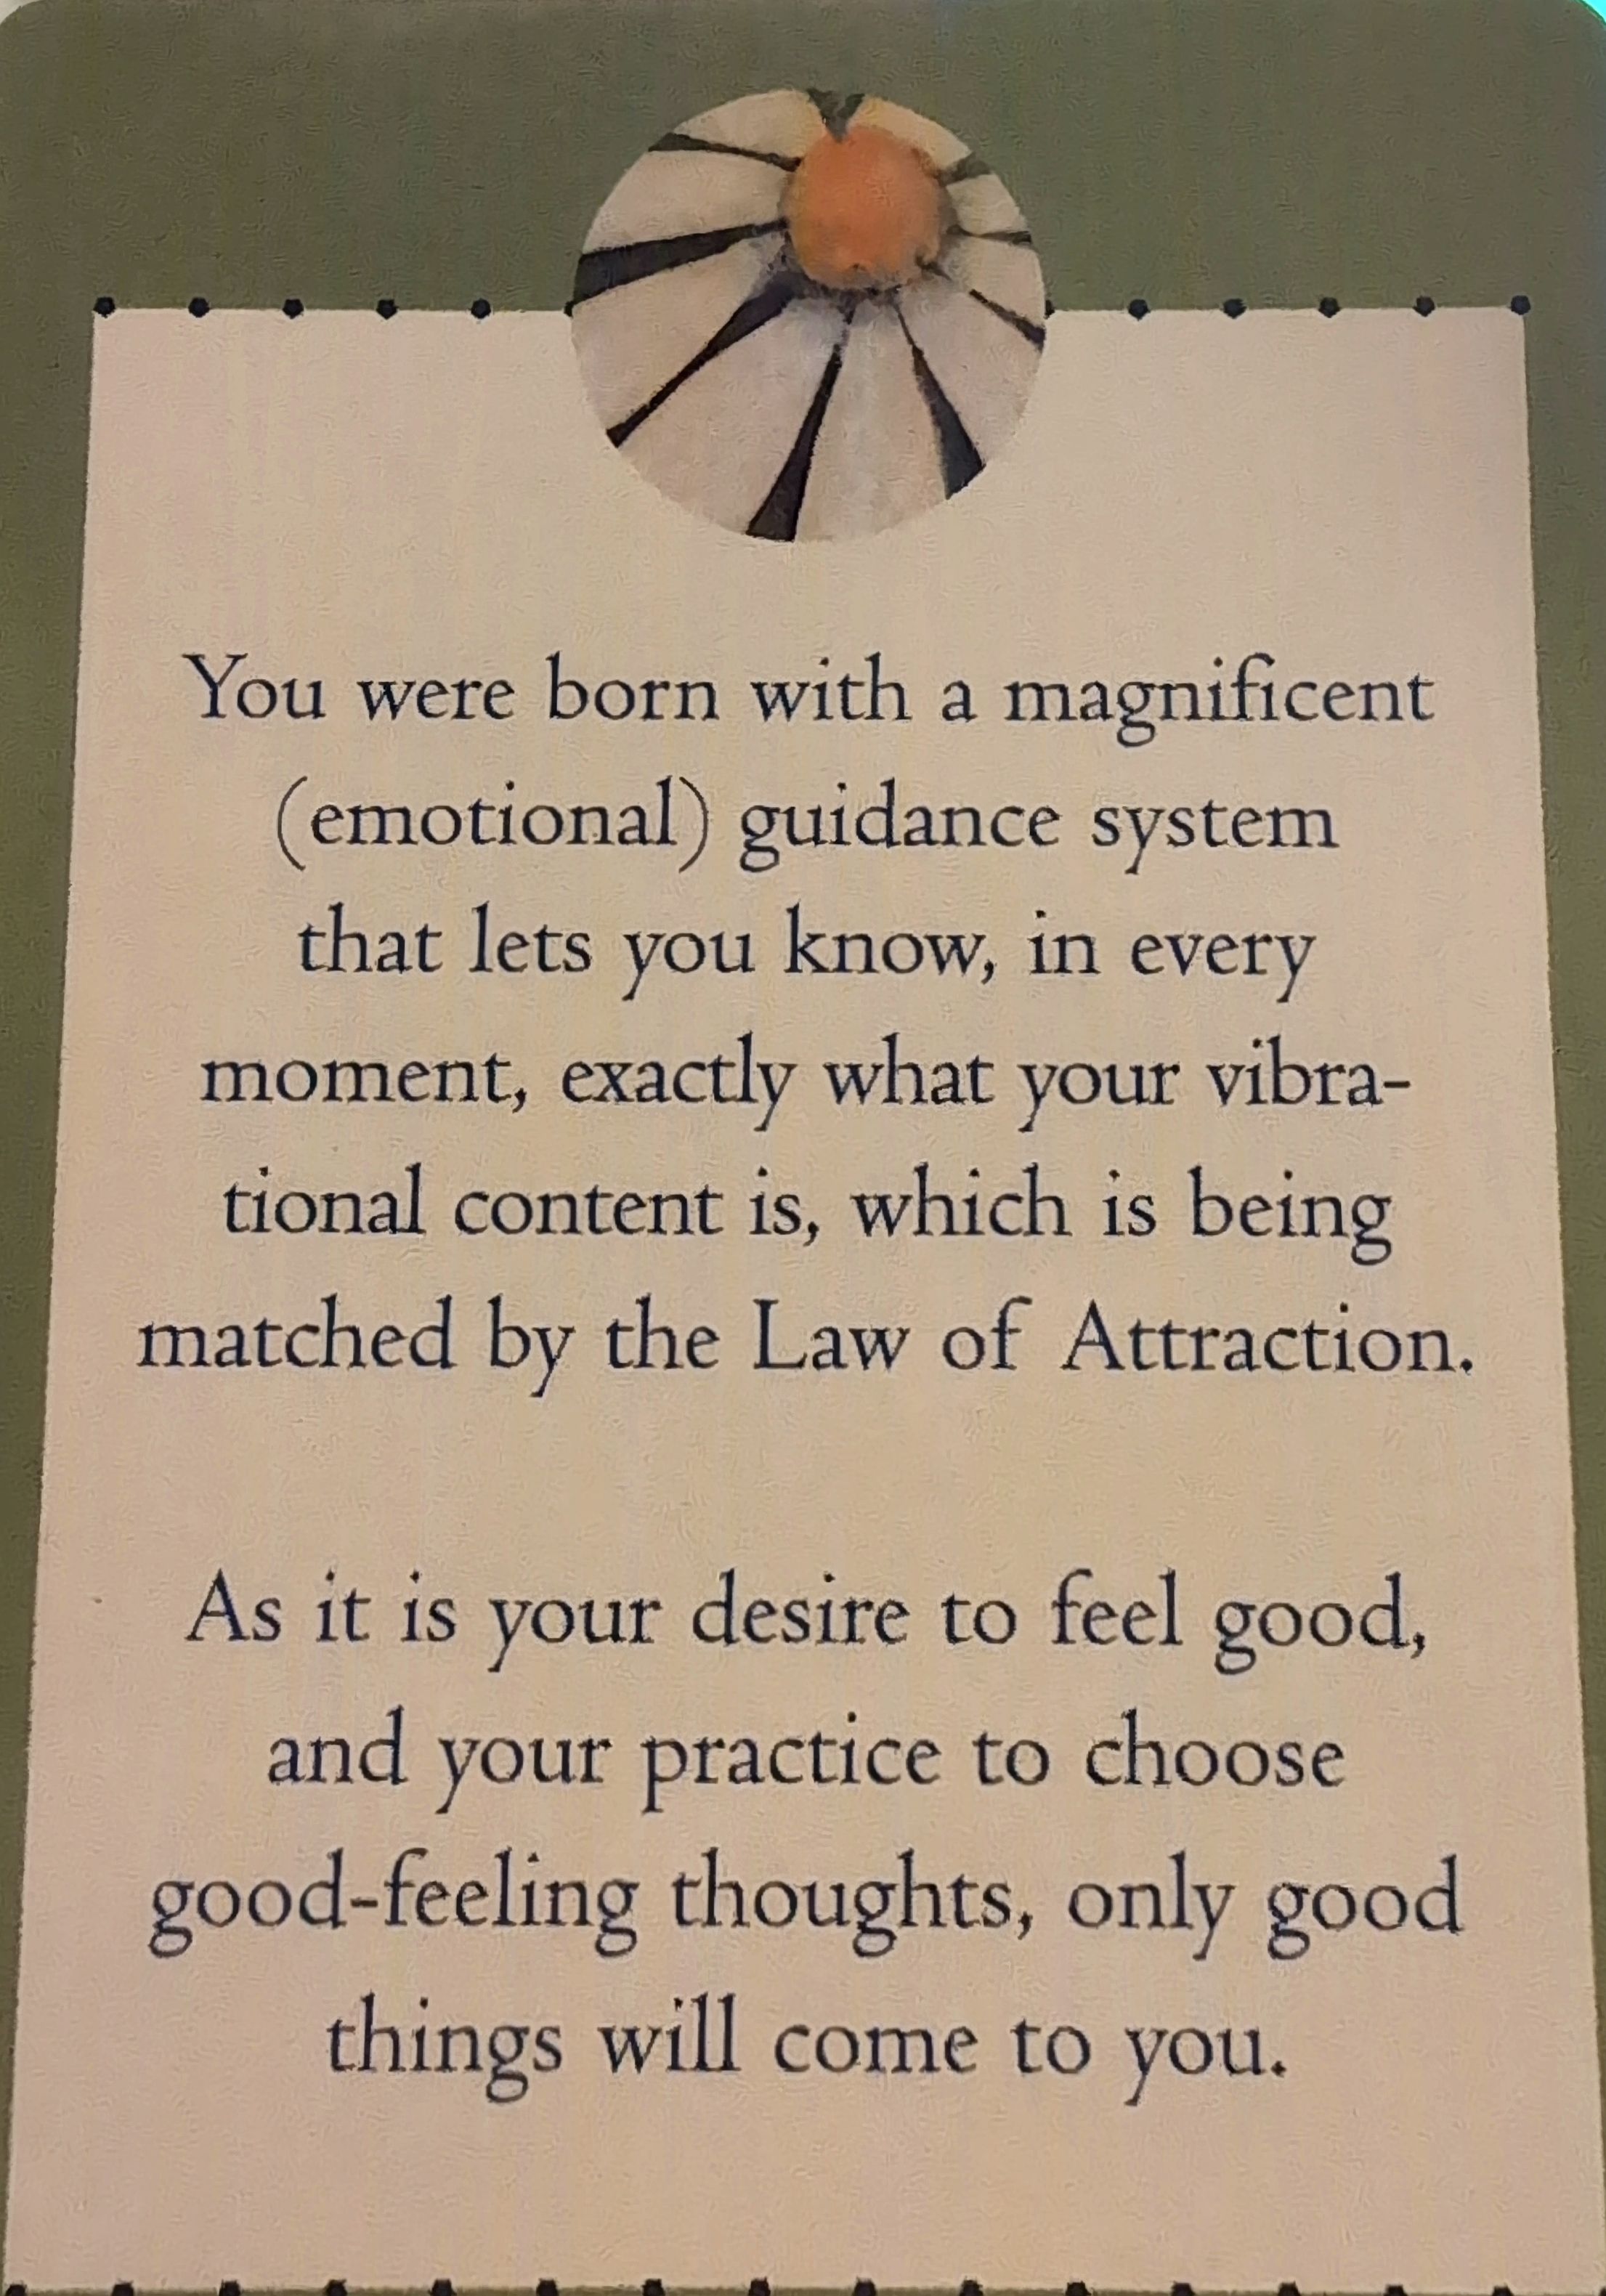 You were born with a magnificent
(emotional) guidance system
that lets you know, in every
moment, exactly what your vibra-
tional content is, which is being
matched by the Law of Attraction.
As it is your desire to feel good,
and your practice to choose
good-feeling thoughts, only good
things will come to you.